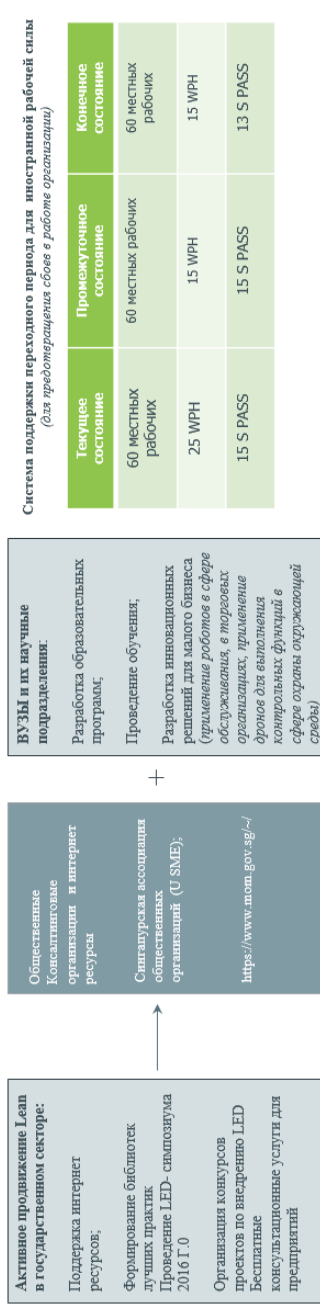 Активное продвижение Lean
в государственном секторе:
Поддержка интернет
ресурсов;
Формирование библиотек
лучших практик
Проведение LED- симпозиума
2016 Г.0
Организация конкурсов
проектов по внедрению LED
Бесплатные
консультационные услуги для
предприятий
Общественные
Консалтинговые
организации и интернет
ресурсы
Сингапурская ассоциация
общественных
организаций (U SME);
https://www.mom.gov.sg/~/
+
ВУЗЫ и их научные
подразделения:
Разработка образовательных
программ;
Проведение обучения;
Разработка инновационных
решений для малого бизнеса
(применение роботов в сфере
обслуживания, в торговых
организациях, применение
дронов для выполнения
контрольных функций в
сфере охраны окружающей
среды)
Система поддержки переходного периода для иностранной рабочей силы
(для предотвращения сбоев в работе организации)
Текущее
состояние
Промежуточное
состояние
Конечное
состояние
60 местных
рабочих
60 местных рабочих
60 местных
рабочих
25 WPH
15 WPH
15 WPH
15 S PASS
15 S PASS
13 S PASS